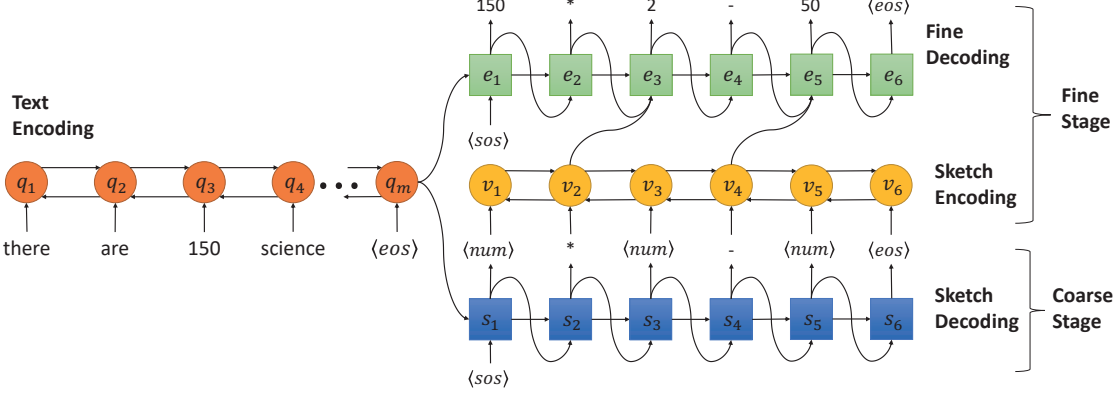 150 * 2 - 50 ⟨eos⟩
Fine
Decoding
e₁ e₂ e₃ e₄ e₅ e₆
⟨sos⟩
Text
Encoding
Fine
Stage
q₁ q₂ q₃ q₄ ••• qₘ
v₁ v₂ v₃ v₄ v₅ v₆
Sketch
Encoding
there are 150 science ⟨eos⟩
⟨num⟩ * ⟨num⟩ - ⟨num⟩ ⟨eos⟩
s₁ s₂ s₃ s₄ s₅ s₆
Sketch
Decoding
Coarse
Stage
⟨sos⟩